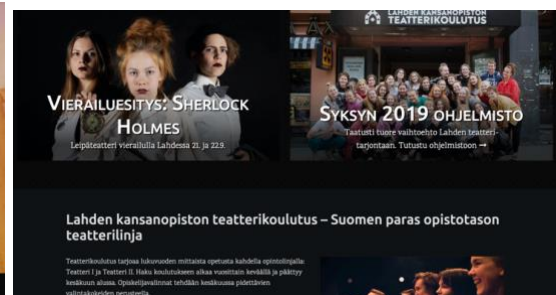 LAHDEN KANSANOPISTON
TEATTERIKOULUTUS
VIERAILUESITYS: SHERLOCK
HOLMES
Leipäteatteri vierailulla Lahdessa 21. ja 22.9.
SYKSYN 2019 OHJELMISTO
Taatusti tuore vaihtoehto Lahden teatteri-
tarjontaan. Tutustu ohjelmistoon →
Lahden kansanopiston teatterikoulutus – Suomen paras opistotason
teatterilinja
Teatterikoulutus tarjoaa lukuvuoden mittaista opetusta kahdella opintolinjalla:
Teatteri I ja Teatteri II. Haku koulutukseen alkaa vuosittain keväällä ja päättyy
kesäkuun alussa. Opiskelijavalinnat tehdään kesäkuussa pidettävien
valintakokeiden perusteella.